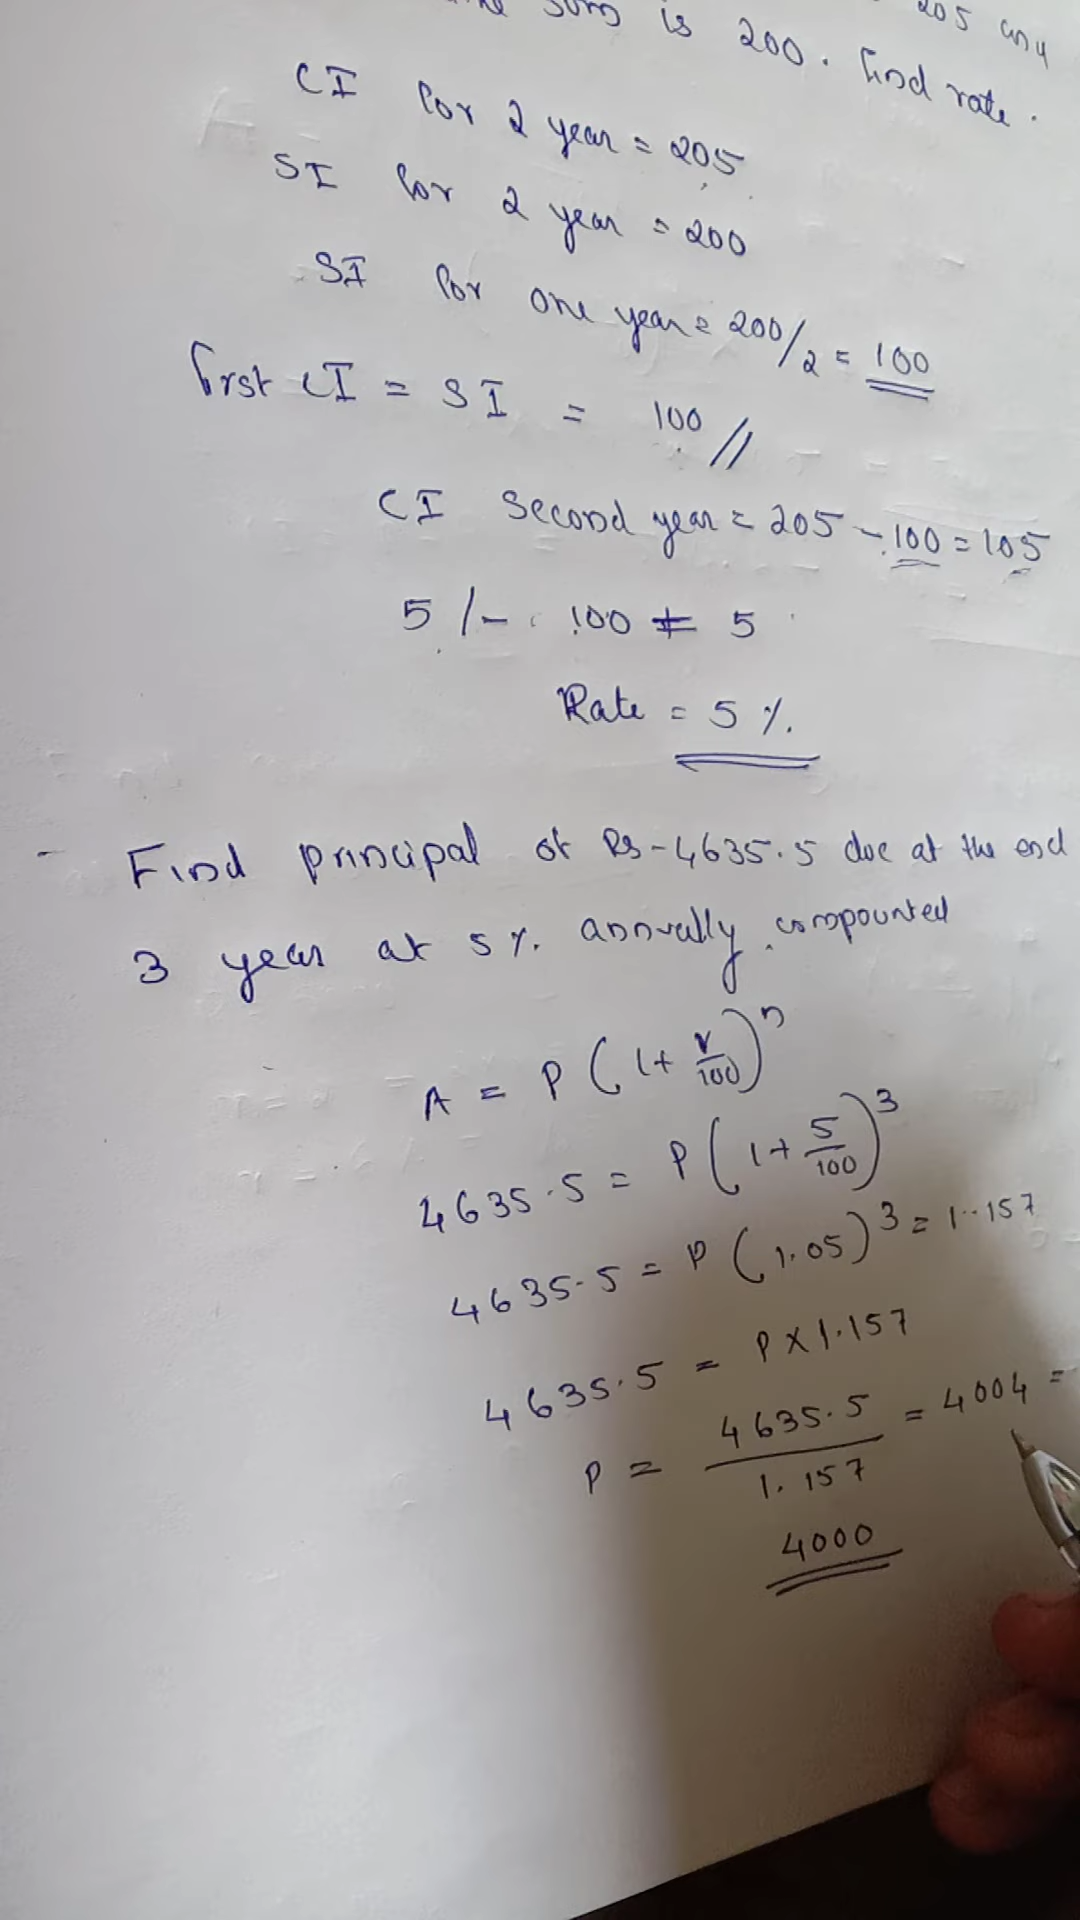 sum is 200. find rate.
205
CI for 2 year = 205
SI for 2 year = 200
SI for one year = 200/2 = 100
first CI = SI = 100 //
CI second year = 205 - 100 = 105
5 /- 100 = 5
Rate = 5 %.
- Find principal of Rs-4635.5 due at the end
3 year at 5 %. annually compounted
A = P (1+ r/100)^n
4635.5 = P (1+ 5/100)^3
4635.5 = P (1.05)^3 = 1.157
4635.5 = P x 1.157
P = 4635.5/1.157 = 4004 =
4000